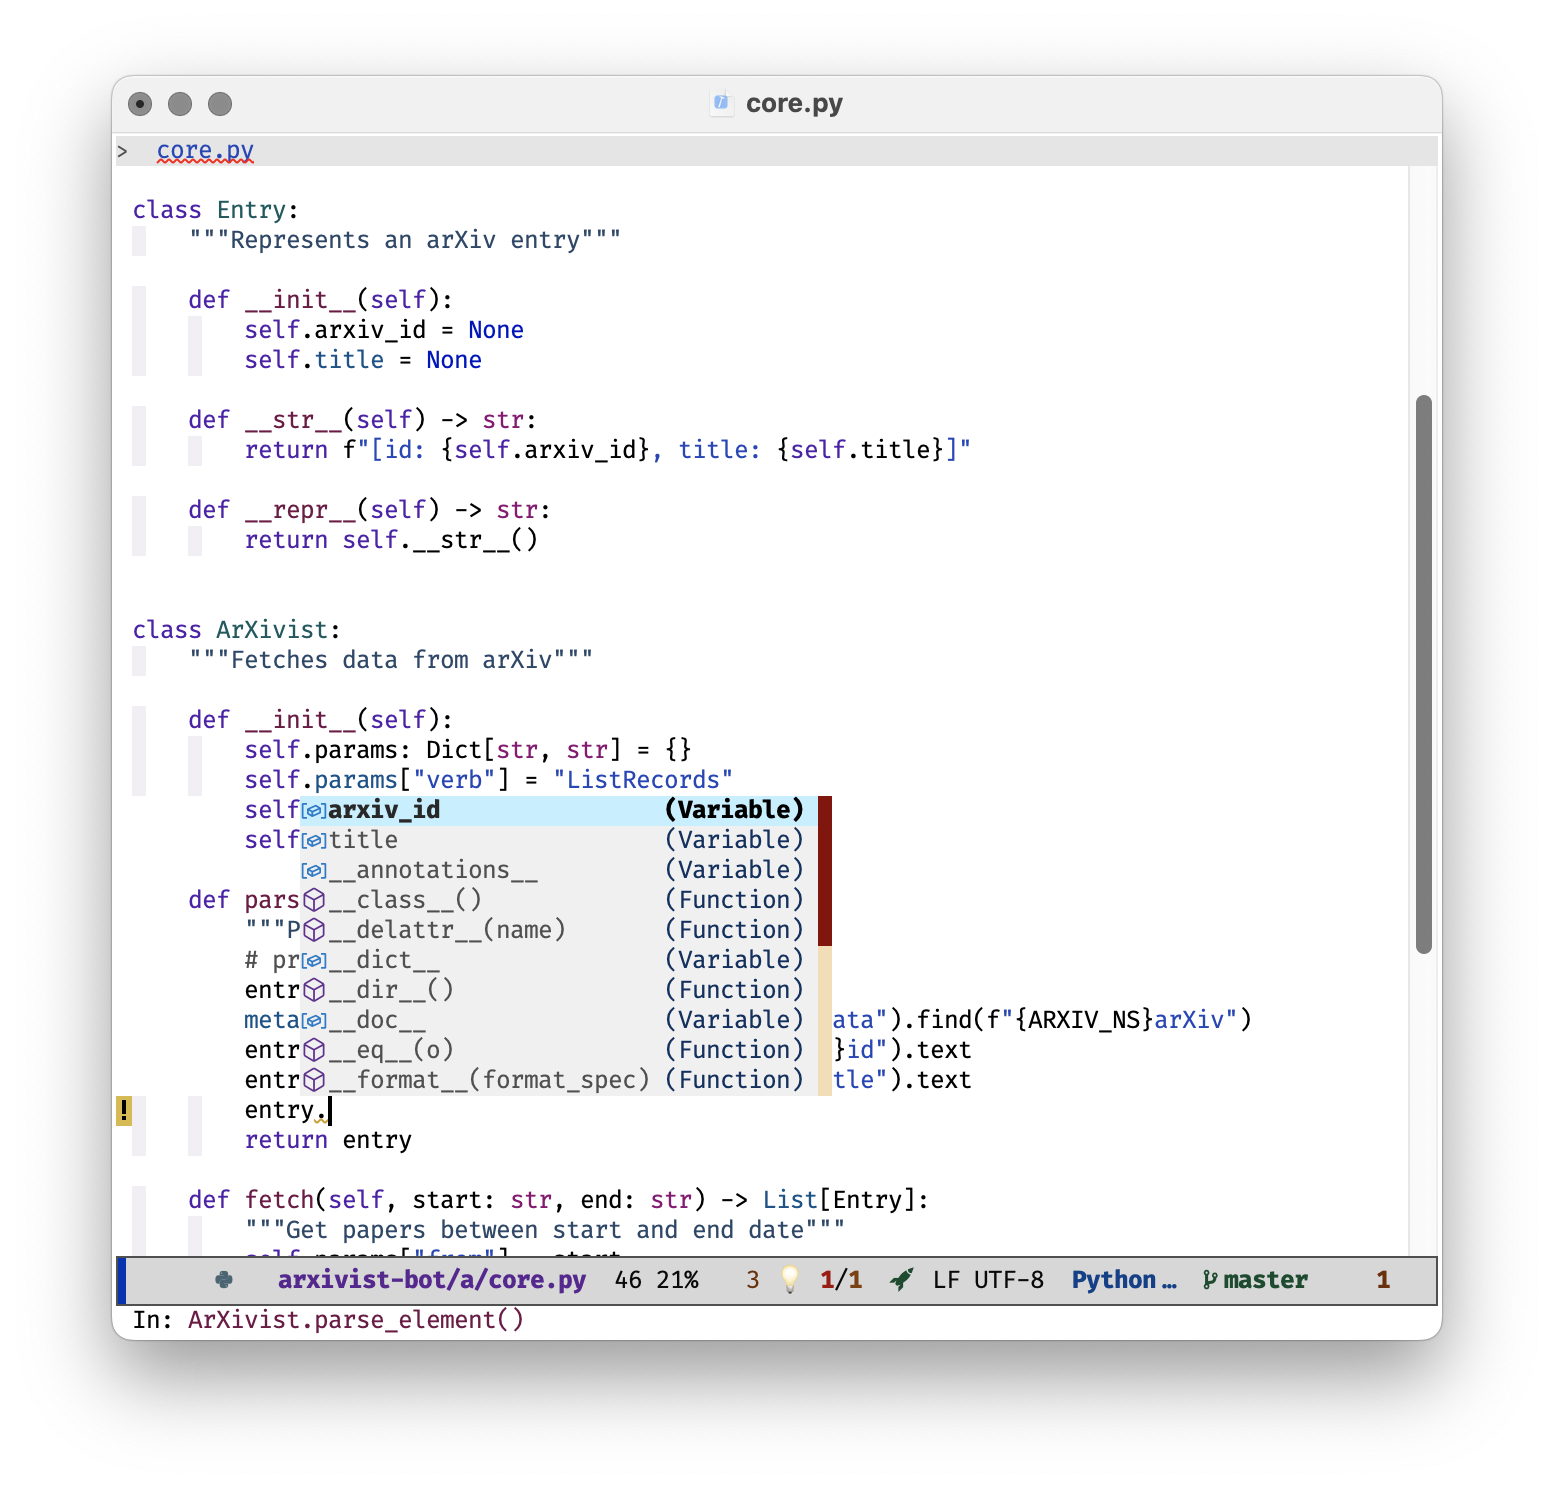 core.py
> core.py
class Entry:
"""Represents an arXiv entry"""
def __init__(self):
self.arxiv_id = None
self.title = None
def __str__(self) -> str:
return f"[id: {self.arxiv_id}, title: {self.title}]"
def __repr__(self) -> str:
return self.__str__()
class ArXivist:
"""Fetches data from arXiv"""
def __init__(self):
self.params: Dict[str, str] = {}
self.params["verb"] = "ListRecords"
self arxiv_id (Variable)
self title (Variable)
__annotations__ (Variable)
def pars __class__() (Function)
"""P __delattr__(name) (Function)
# pr __dict__ (Variable)
entr __dir__() (Function)
meta __doc__ (Variable) ata").find(f"{ARXIV_NS}arXiv")
entr __eq__(o) (Function) }id").text
entr __format__(format_spec) (Function) tle").text
! entry.
return entry
def fetch(self, start: str, end: str) -> List[Entry]:
"""Get papers between start and end date"""
self.params["from"] = start
arxivist-bot/a/core.py 46 21% 3 1/1 LF UTF-8 Python… master 1
In: ArXivist.parse_element()